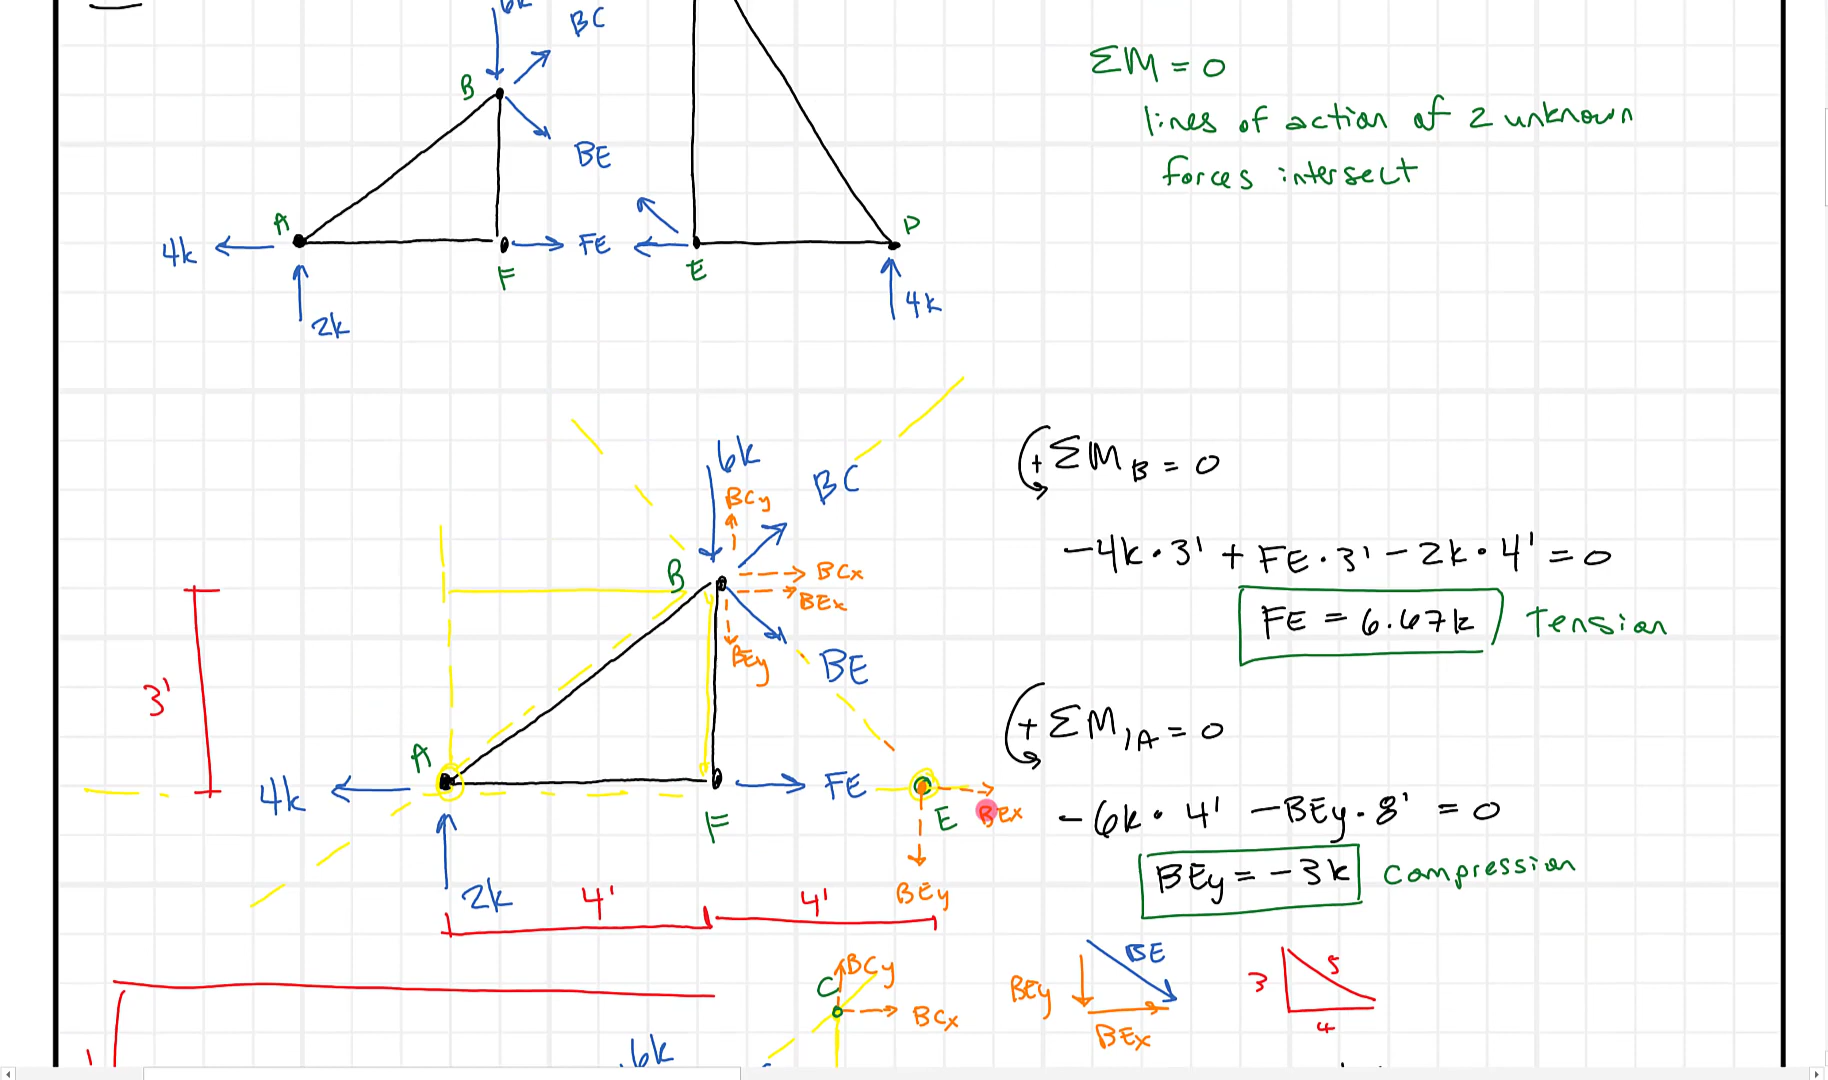 6k
BC
B
BE
A
4k
FE
F
E
D
2k
4k
ΣM = 0
lines of action of 2 unknown
forces intersect
6k
BCy
BC
B
BCx
BEx
BEy
BE
3'
A
4k
FE
F
E
BEx
2k
4'
4'
BEy
+ ΣM B = 0
-4k·3' + FE·3' - 2k·4' = 0
FE = 6.67k Tension
+ ΣM A = 0
-6k·4' - BEy·8' = 0
BEy = -3k Compression
C
BCy
BCx
6k
BEy
BE
BEx
3
5
4